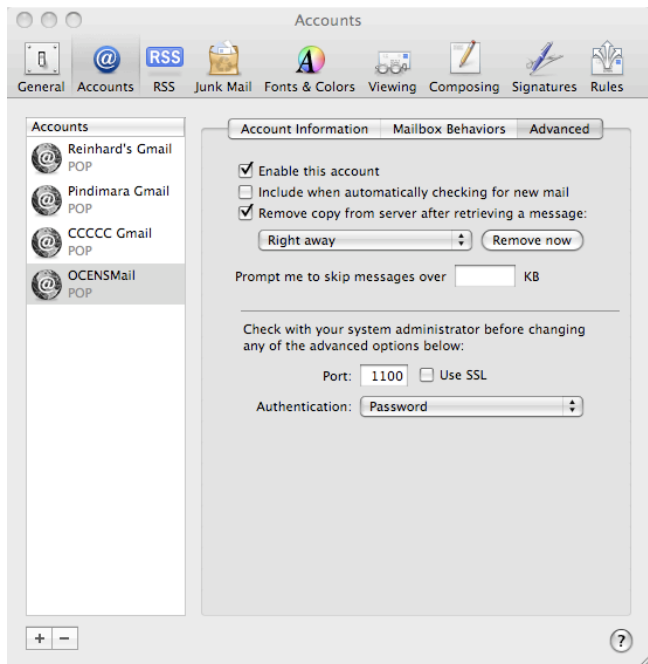 Accounts
General Accounts RSS Junk Mail Fonts & Colors Viewing Composing Signatures Rules
RSS
Accounts
Reinhard's Gmail
POP
Pindimara Gmail
POP
CCCCC Gmail
POP
OCENSMail
POP
Account Information Mailbox Behaviors Advanced
Enable this account
Include when automatically checking for new mail
Remove copy from server after retrieving a message:
Right away Remove now
Prompt me to skip messages over KB
Check with your system administrator before changing
any of the advanced options below:
Port: 1100 Use SSL
Authentication: Password
+ − ?